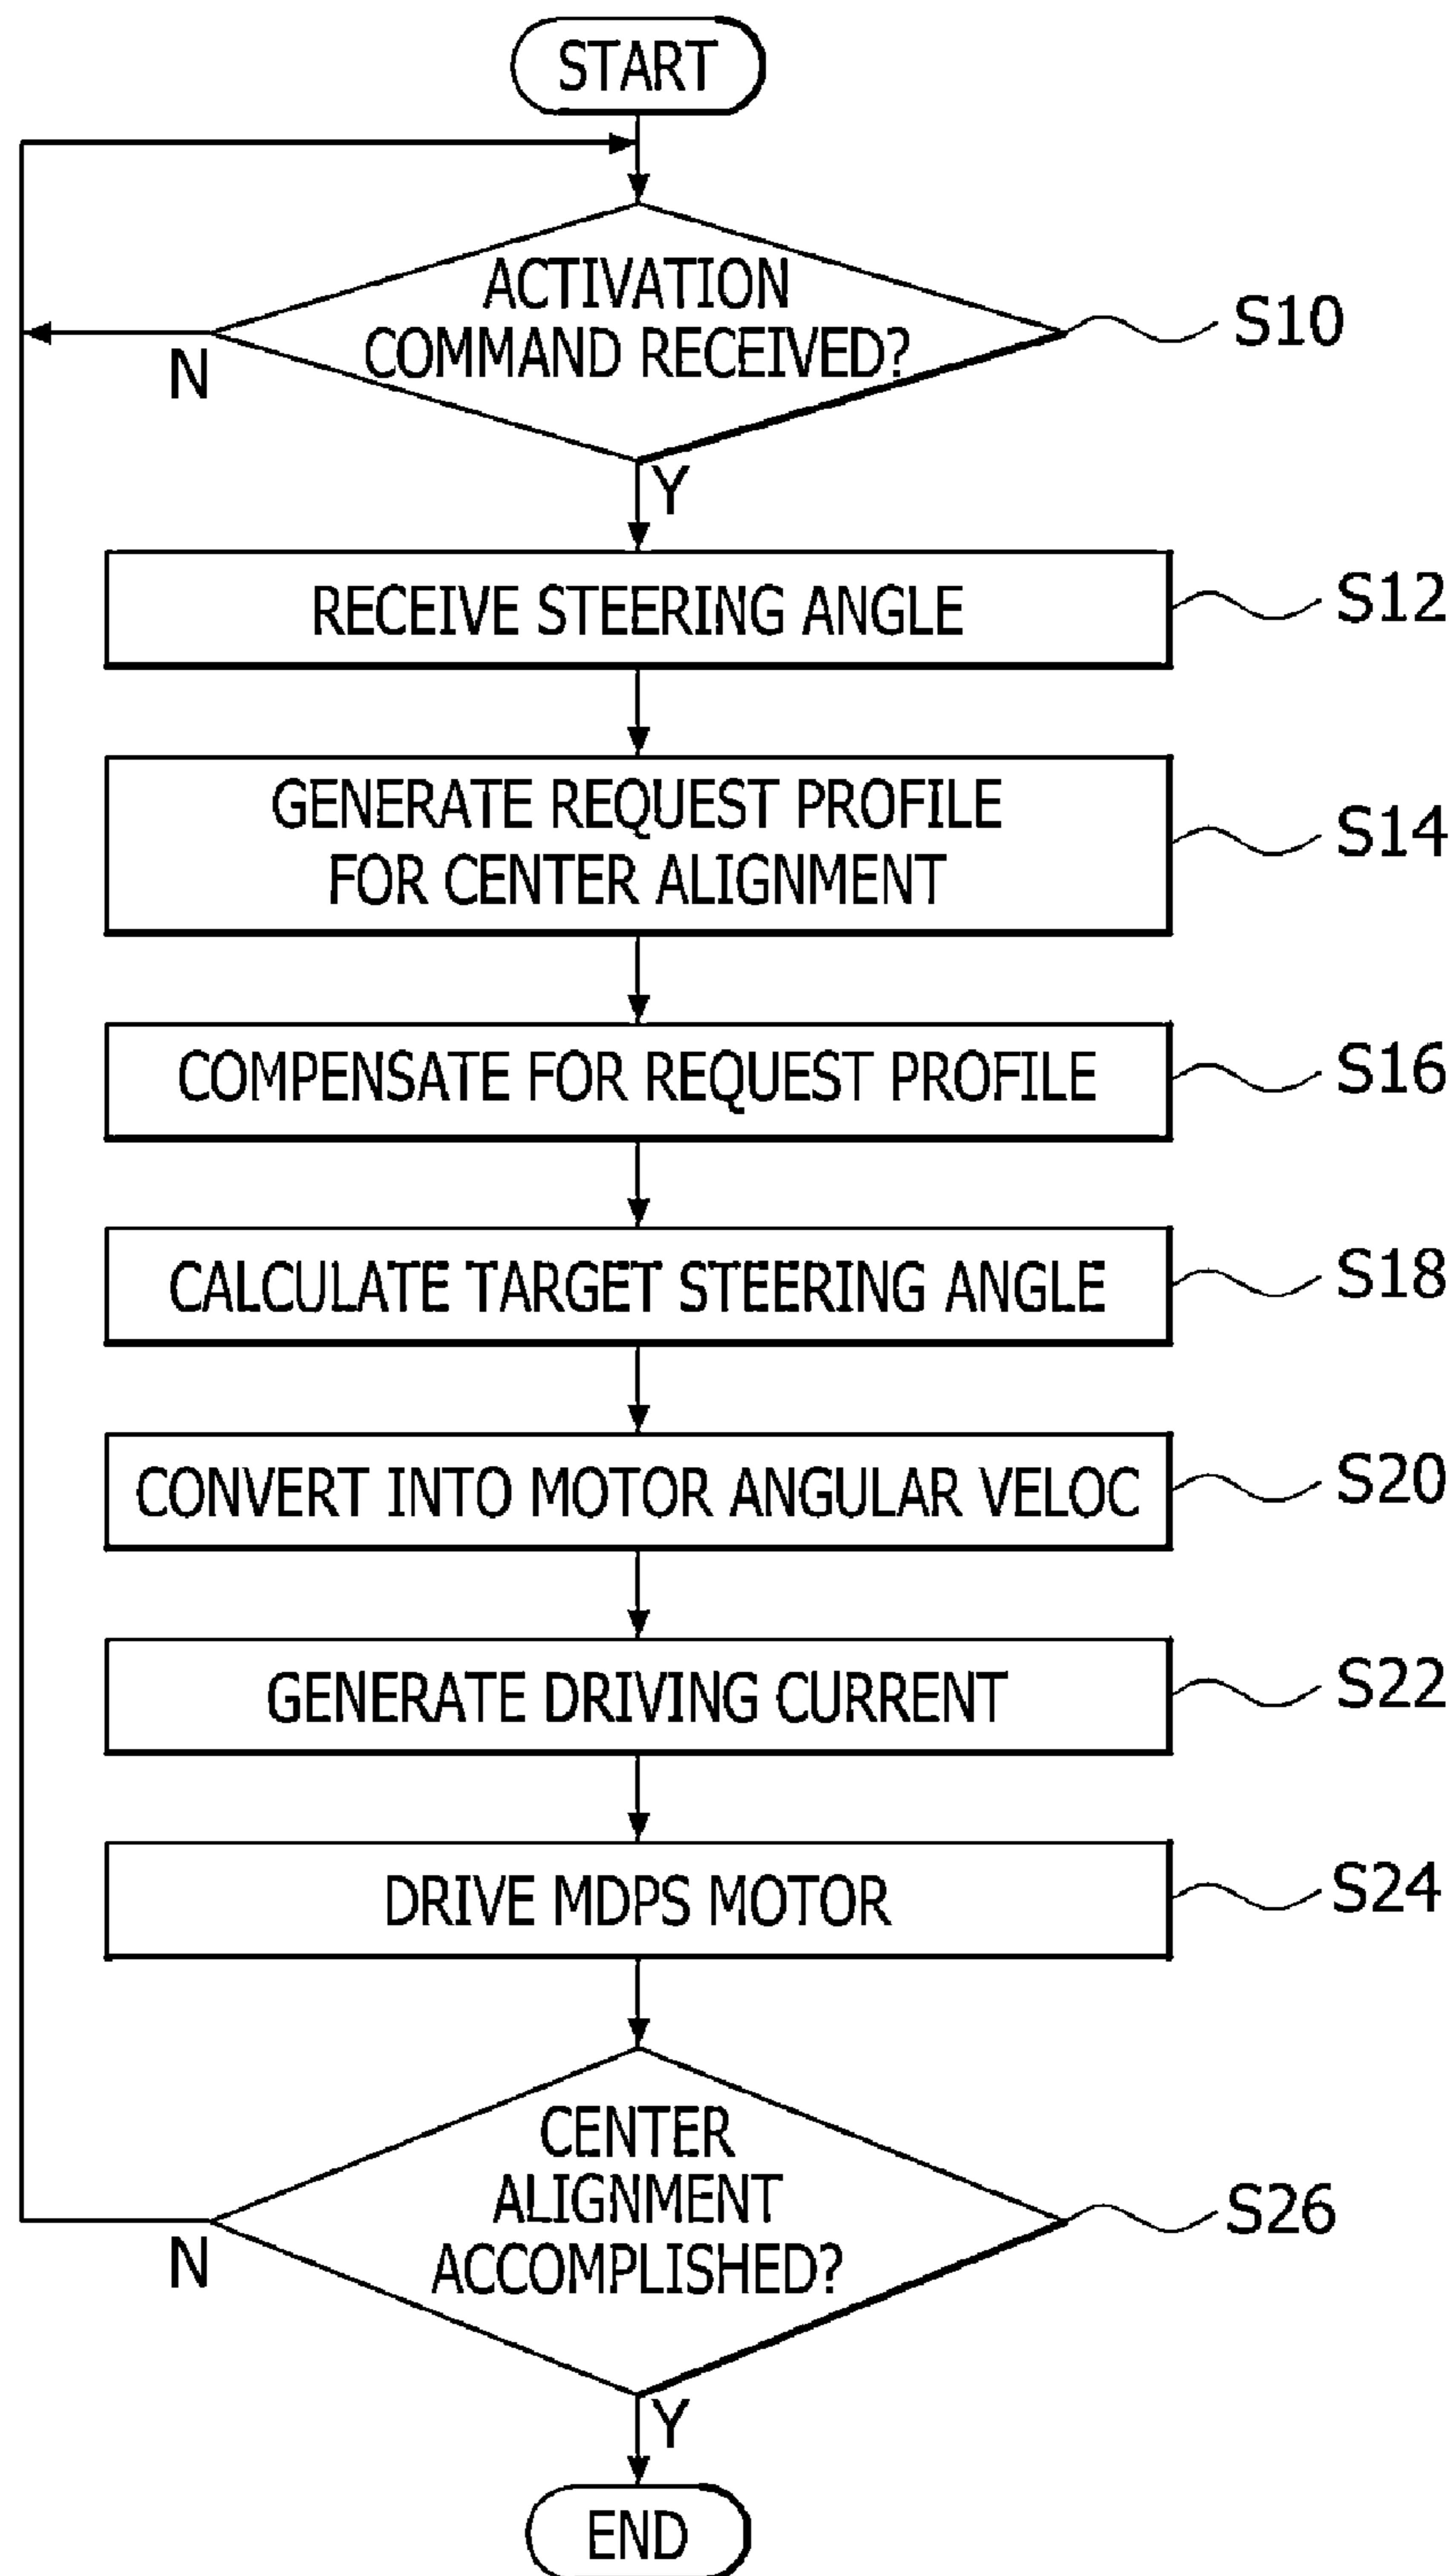 START
ACTIVATION
COMMAND RECEIVED?
S10
N
Y
RECEIVE STEERING ANGLE
S12
GENERATE REQUEST PROFILE
FOR CENTER ALIGNMENT
S14
COMPENSATE FOR REQUEST PROFILE
S16
CALCULATE TARGET STEERING ANGLE
S18
CONVERT INTO MOTOR ANGULAR VELOC
S20
GENERATE DRIVING CURRENT
S22
DRIVE MDPS MOTOR
S24
CENTER
ALIGNMENT
ACCOMPLISHED?
S26
N
Y
END